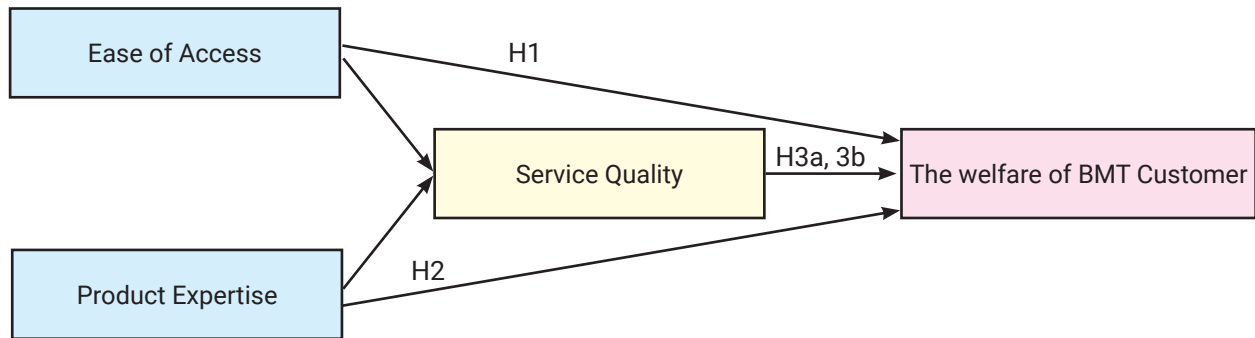 Ease of Access
H1
Service Quality
H3a, 3b
The welfare of BMT Customer
H2
Product Expertise